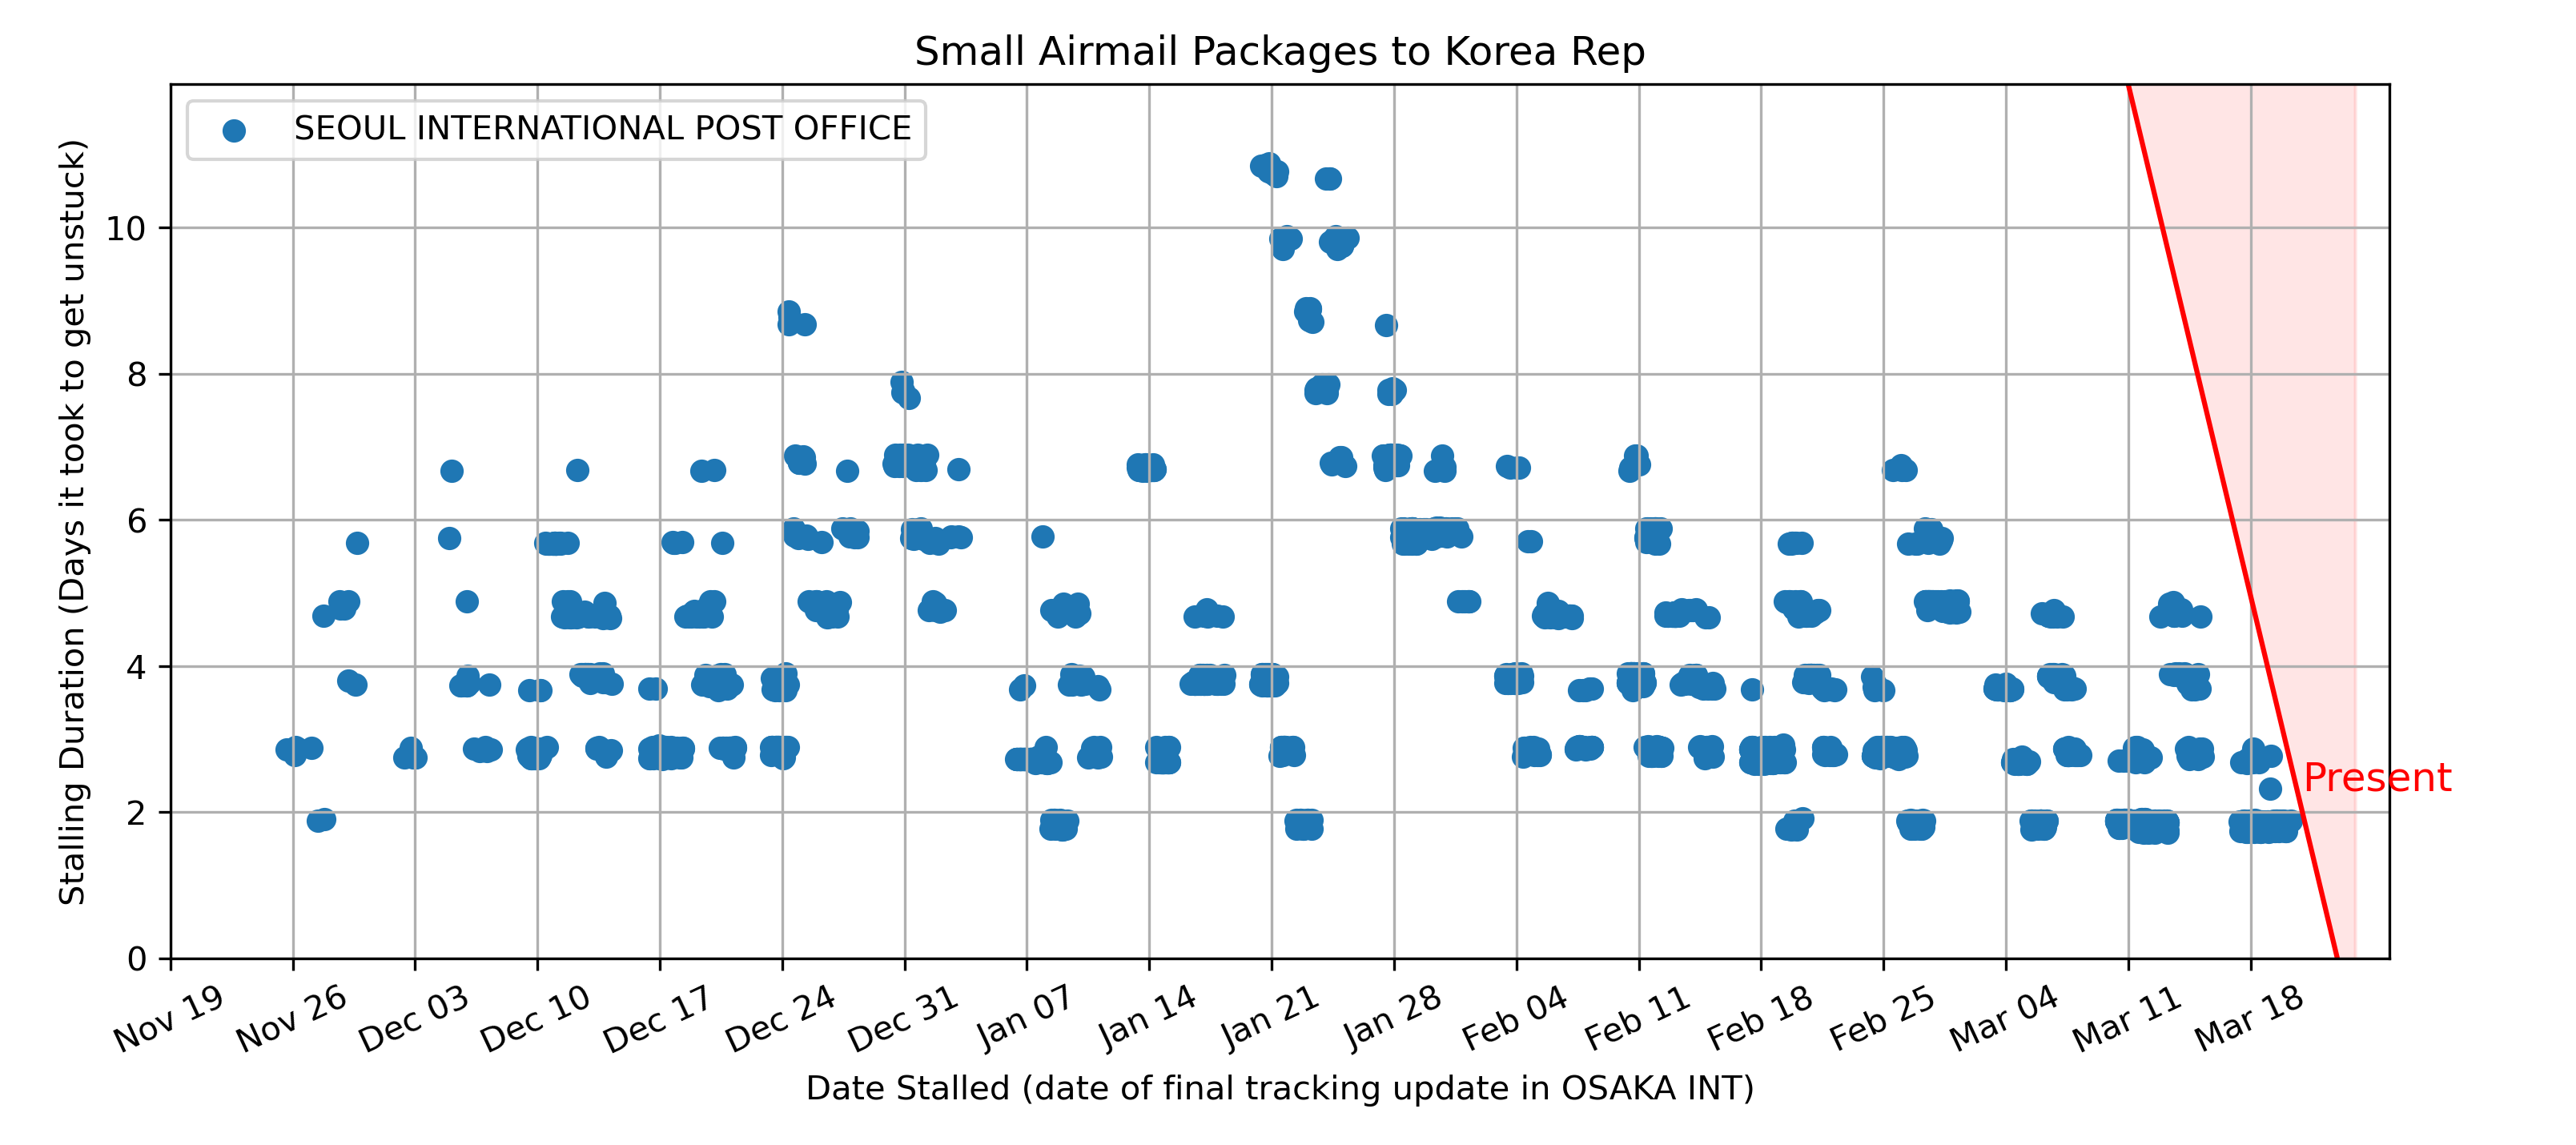 Small Airmail Packages to Korea Rep
SEOUL INTERNATIONAL POST OFFICE
Stalling Duration (Days it took to get unstuck)
10
8
6
4
2
0
Present
Nov 19
Nov 26
Dec 03
Dec 10
Dec 17
Dec 24
Dec 31
Jan 07
Jan 14
Jan 21
Jan 28
Feb 04
Feb 11
Feb 18
Feb 25
Mar 04
Mar 11
Mar 18
Date Stalled (date of final tracking update in OSAKA INT)